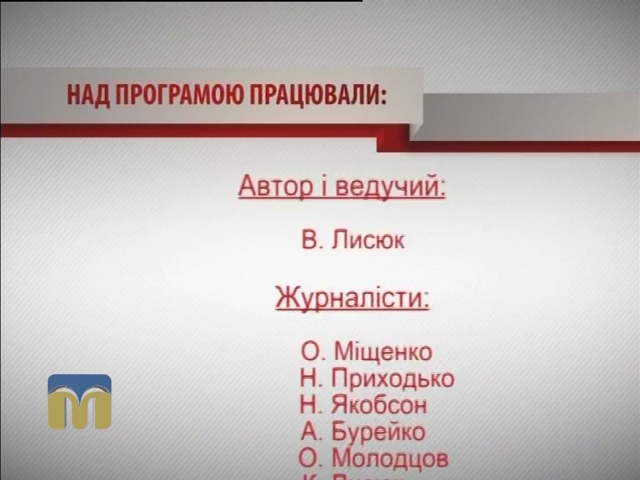 НАД ПРОГРАМОЮ ПРАЦЮВАЛИ:
Автор і ведучий:
В. Лисюк
Журналісти:
О. Міщенко
Н. Приходько
Н. Якобсон
А. Бурейко
О. Молодцов